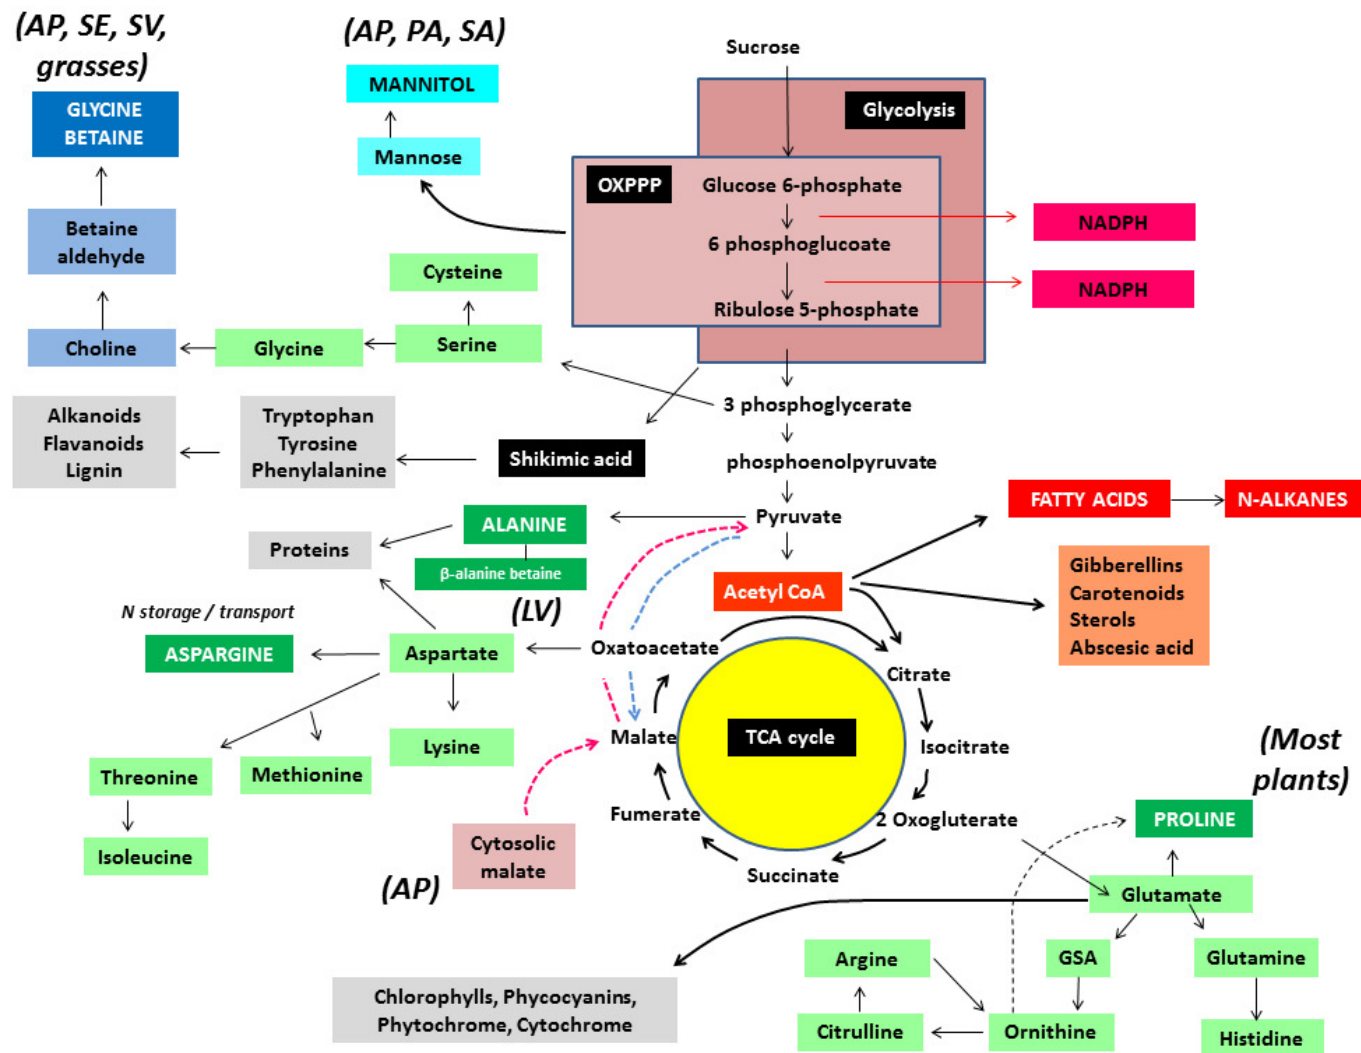 (AP, SE, SV,
grasses)
GLYCINE
BETAINE
Betaine
aldehyde
Choline
Glycine
Serine
Cysteine
(AP, PA, SA)
MANNITOL
Mannose
Sucrose
Glycolysis
OXPPP
Glucose 6-phosphate
6 phosphoglucoate
Ribulose 5-phosphate
NADPH
NADPH
3 phosphoglycerate
phosphoenolpyruvate
Pyruvate
Alkanoids
Flavanoids
Lignin
Tryptophan
Tyrosine
Phenylalanine
Shikimic acid
FATTY ACIDS
N-ALKANES
Gibberellins
Carotenoids
Sterols
Abscesic acid
Acetyl CoA
Proteins
ALANINE
β-alanine betaine
(LV)
N storage / transport
ASPARGINE
Aspartate
Oxatoacetate
Citrate
Isocitrate
2 Oxogluterate
Succinate
Fumerate
Malate
TCA cycle
Lysine
Methionine
Threonine
Isoleucine
Cytosolic
malate
(AP)
(Most
plants)
PROLINE
Glutamate
GSA
Glutamine
Histidine
Ornithine
Citrulline
Argine
Chlorophylls, Phycocyanins,
Phytochrome, Cytochrome